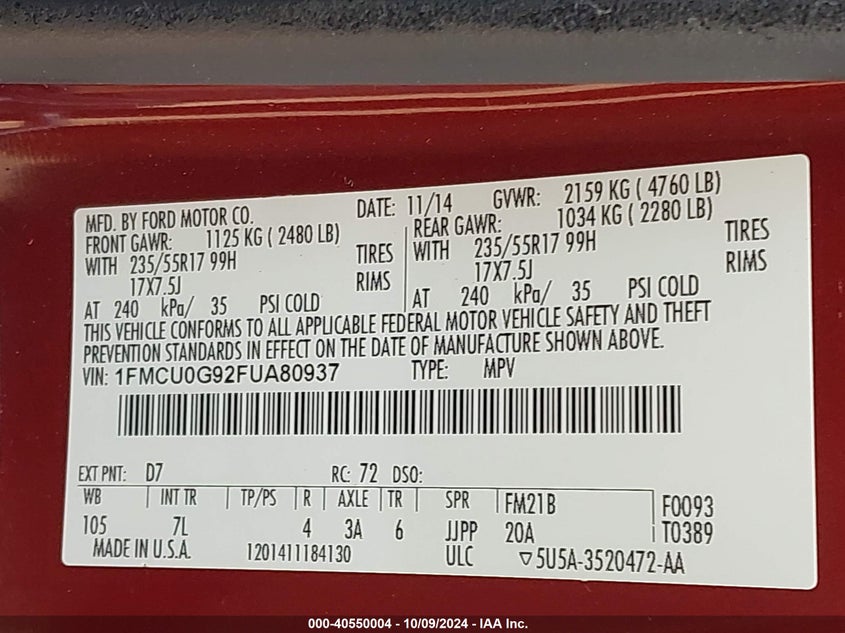 MFD. BY FORD MOTOR CO. DATE: 11/14 GVWR: 2159 KG ( 4760 LB)
FRONT GAWR: 1125 KG ( 2480 LB) REAR GAWR: 1034 KG ( 2280 LB)
WITH 235/55R17 99H TIRES WITH 235/55R17 99H TIRES
17X7.5J RIMS 17X7.5J RIMS
AT 240 kPa/ 35 PSI COLD AT 240 kPa/ 35 PSI COLD
THIS VEHICLE CONFORMS TO ALL APPLICABLE FEDERAL MOTOR VEHICLE SAFETY AND THEFT
PREVENTION STANDARDS IN EFFECT ON THE DATE OF MANUFACTURE SHOWN ABOVE.
VIN: 1FMCU0G92FUA80937 TYPE: MPV
EXT PNT: D7 RC: 72 DSO:
WB INT TR TP/PS R AXLE TR SPR FM21B F0093
105 7L 4 3A 6 JJPP 20A T0389
MADE IN U.S.A. 1201411184130 ULC ▽5U5A-3520472-AA
000-40550004 - 10/09/2024 - IAA Inc.